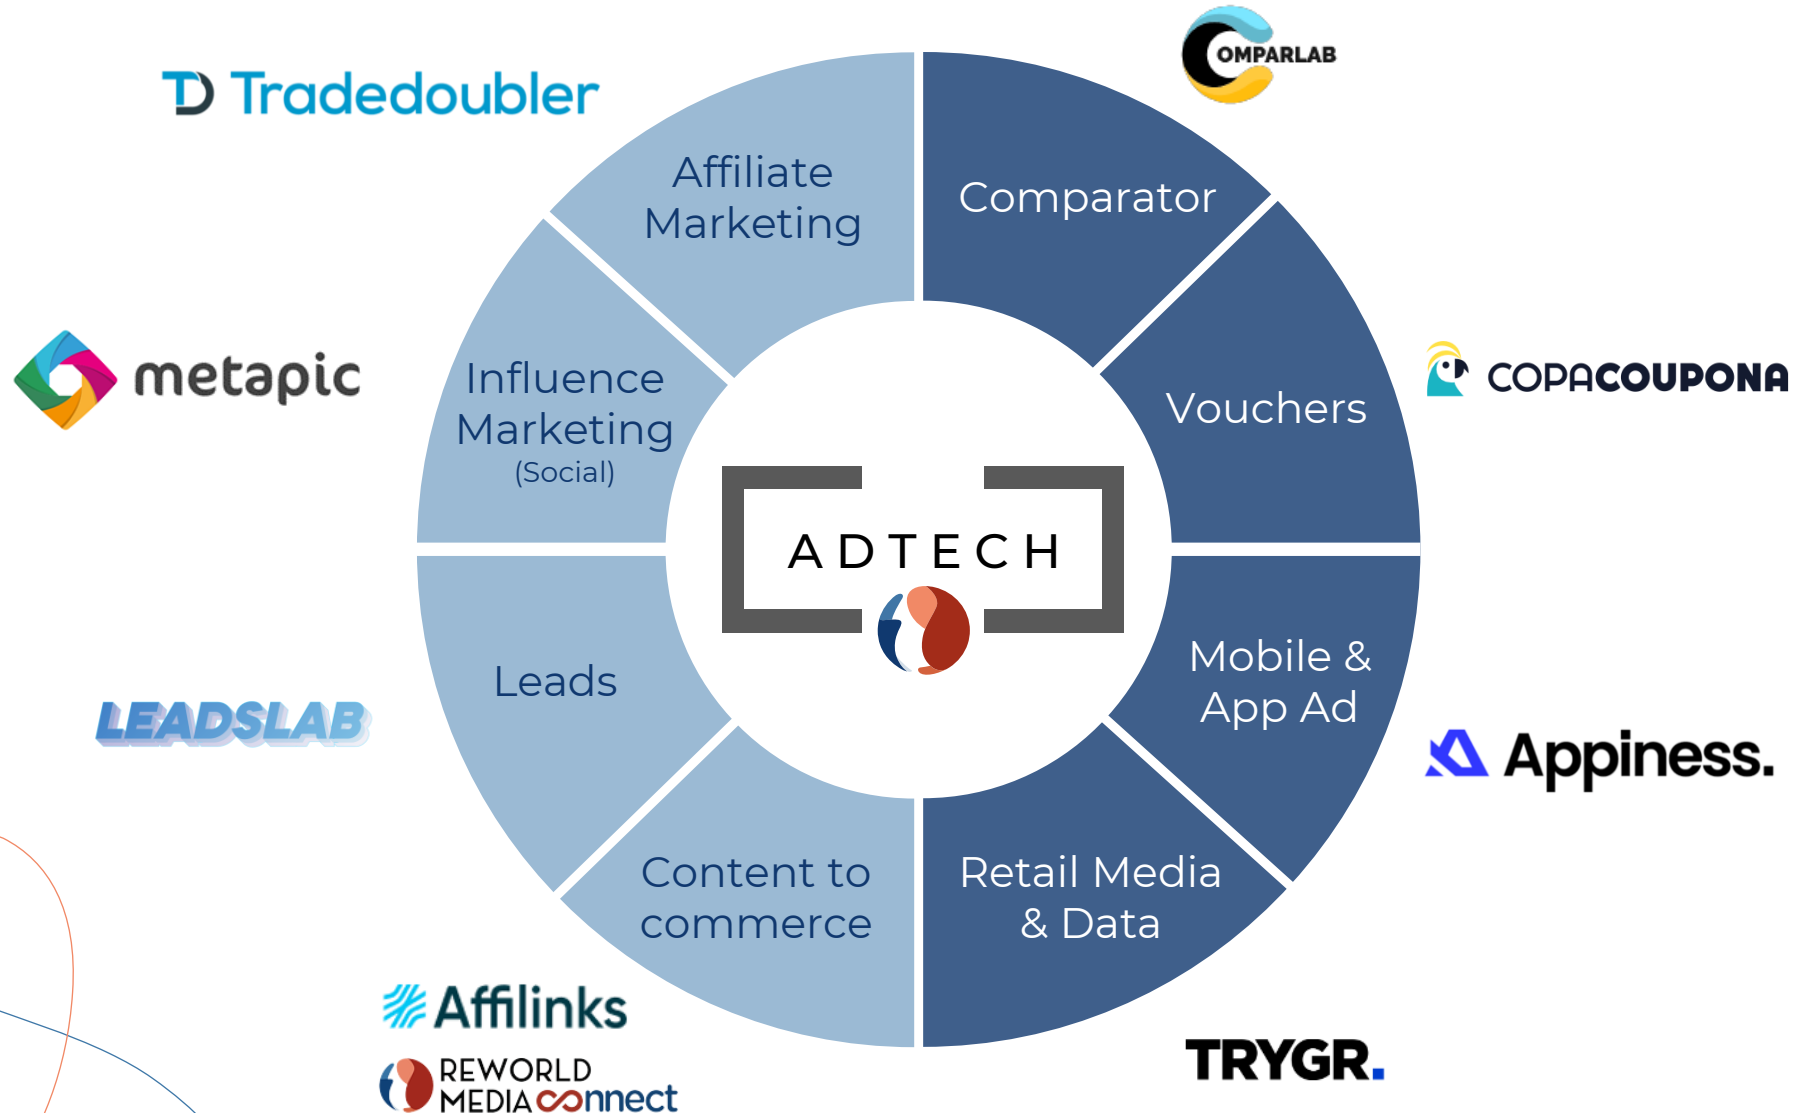 OMPARLAB
TD Tradedoubler
Affiliate
Marketing
Comparator
metapic
Influence
Marketing
(Social)
Vouchers
COPACOUPONA
ADTECH
Leads
LEADSLAB
Mobile &
App Ad
Appiness.
Content to
commerce
Retail Media
& Data
Affilinks
REWORLD
MEDIA connect
TRYGR.